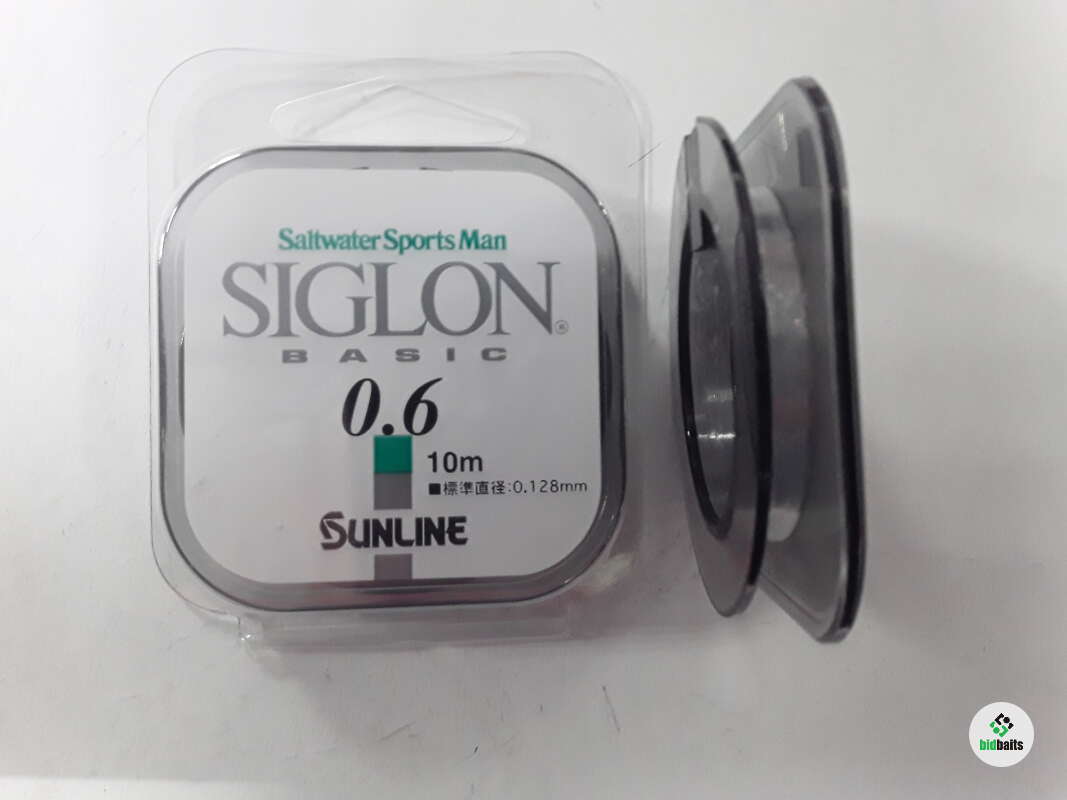 Saltwater Sports Man
SIGLON®
BASIC
0.6
10m
■標準直径:0.128mm
SUNLINE
bidbaits